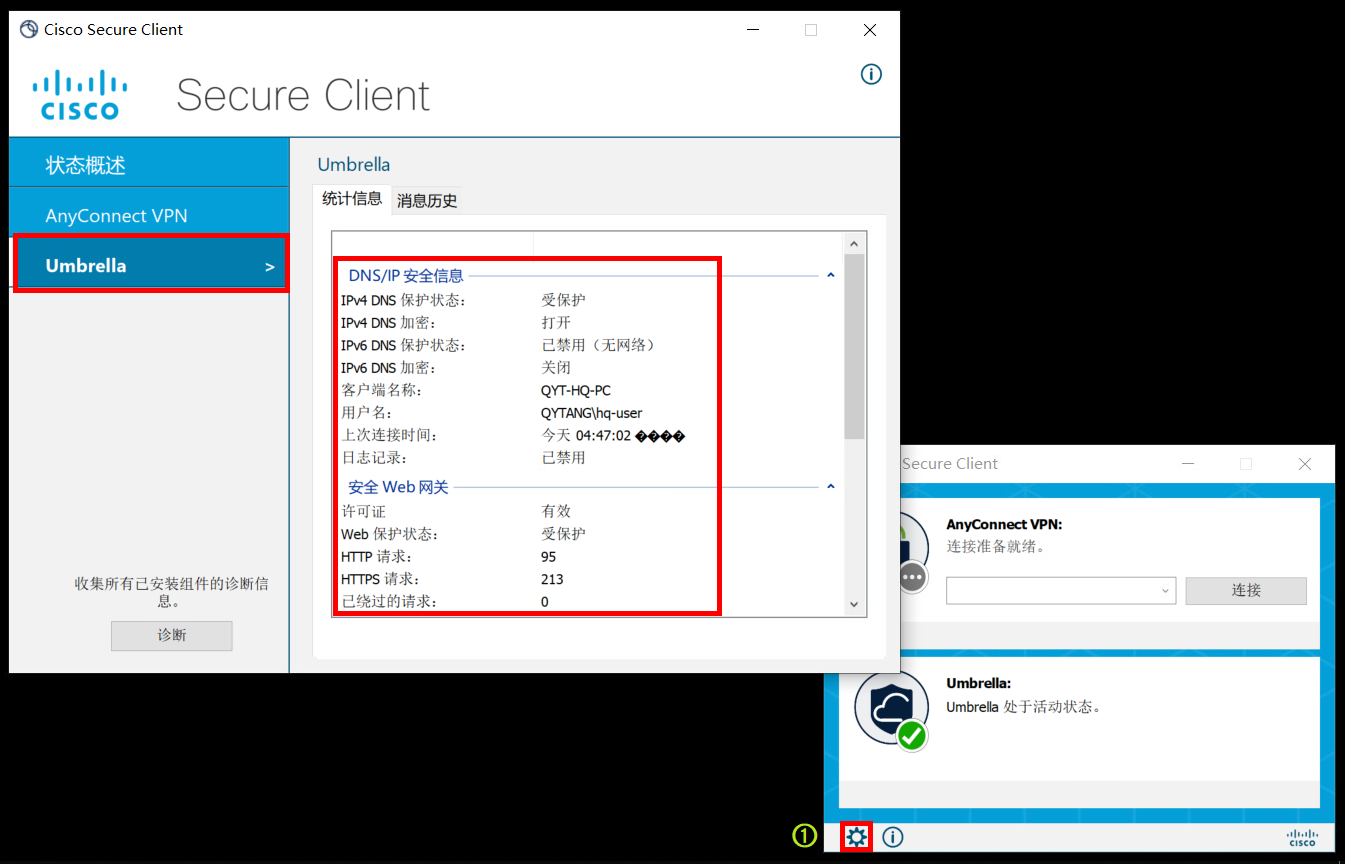 Cisco Secure Client
CISCO
Secure Client
状态概述
AnyConnect VPN
Umbrella >
收集所有已安装组件的诊断信
息。
诊断
Umbrella
统计信息 消息历史
DNS/IP 安全信息
IPv4 DNS 保护状态: 受保护
IPv4 DNS 加密: 打开
IPv6 DNS 保护状态: 已禁用（无网络）
IPv6 DNS 加密: 关闭
客户端名称: QYT-HQ-PC
用户名: QYTANG\hq-user
上次连接时间: 今天 04:47:02 ����
日志记录: 已禁用
安全 Web 网关
许可证 有效
Web 保护状态: 受保护
HTTP 请求: 95
HTTPS 请求: 213
已绕过的请求: 0
Secure Client
AnyConnect VPN:
连接准备就绪。
连接
Umbrella:
Umbrella 处于活动状态。
①
CISCO